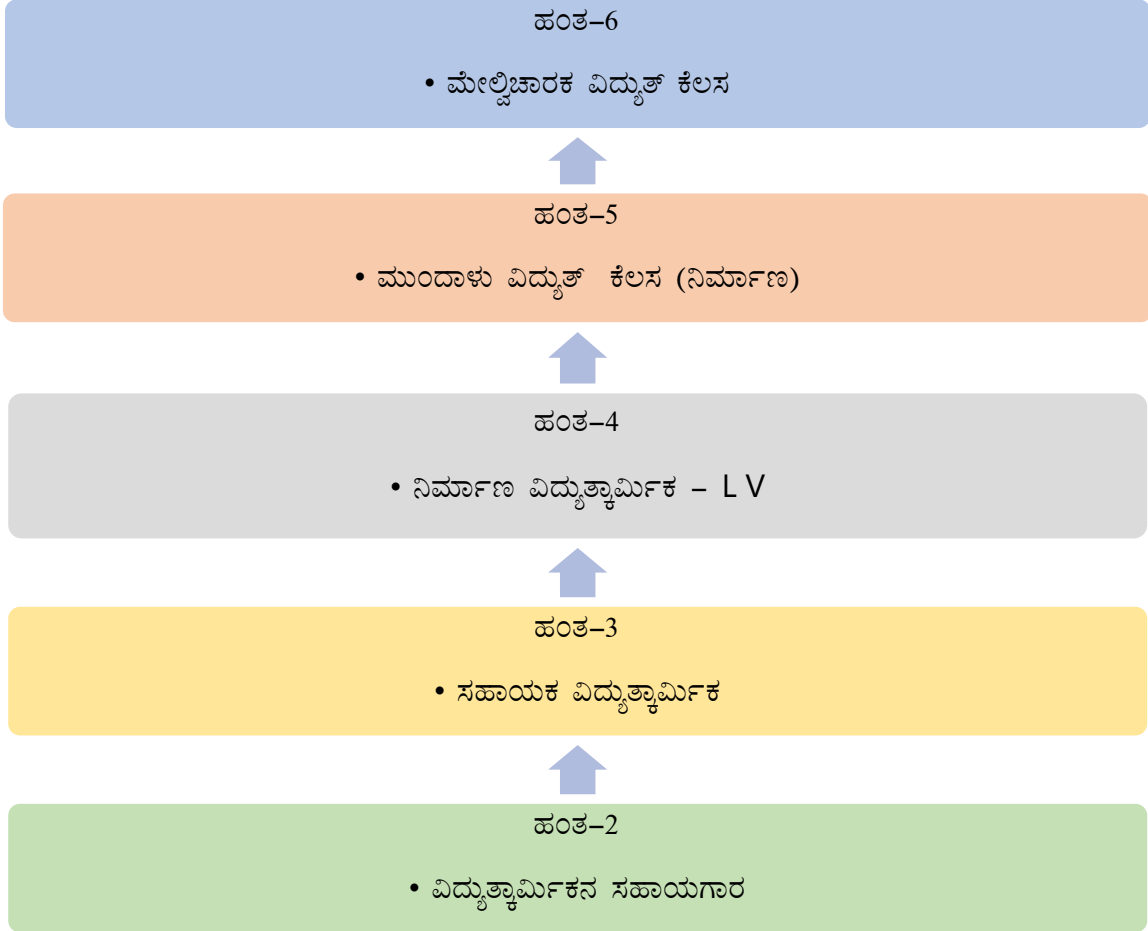 ಹಂತ–6
• ಮೇಲ್ವಿಚಾರಕ ವಿದ್ಯುತ್ ಕೆಲಸ
ಹಂತ–5
• ಮುಂದಾಳು ವಿದ್ಯುತ್ ಕೆಲಸ (ನಿರ್ಮಾಣ)
ಹಂತ–4
• ನಿರ್ಮಾಣ ವಿದ್ಯುತ್ಕಾರ್ಮಿಕ – L V
ಹಂತ–3
• ಸಹಾಯಕ ವಿದ್ಯುತ್ಕಾರ್ಮಿಕ
ಹಂತ–2
• ವಿದ್ಯುತ್ಕಾರ್ಮಿಕನ ಸಹಾಯಗಾರ